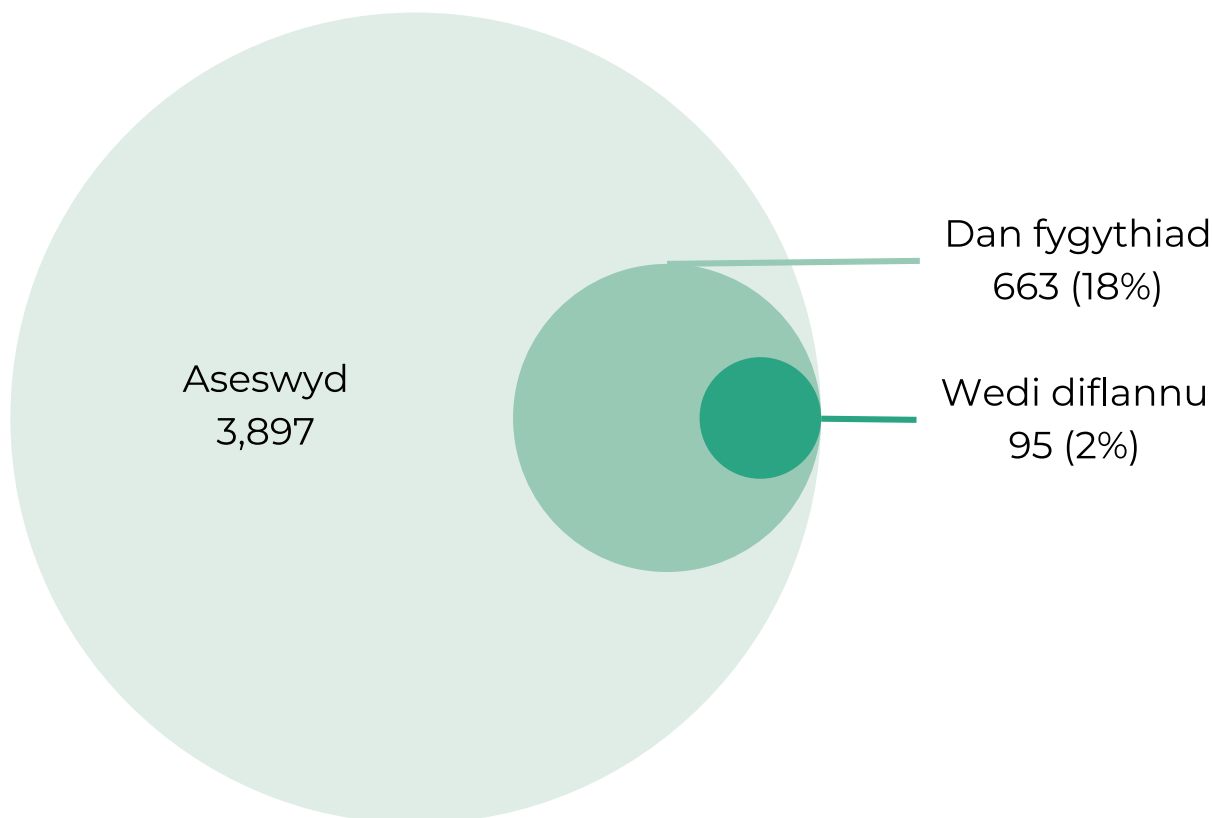 Dan fygythiad
663 (18%)
Aseswyd
3,897
Wedi diflannu
95 (2%)